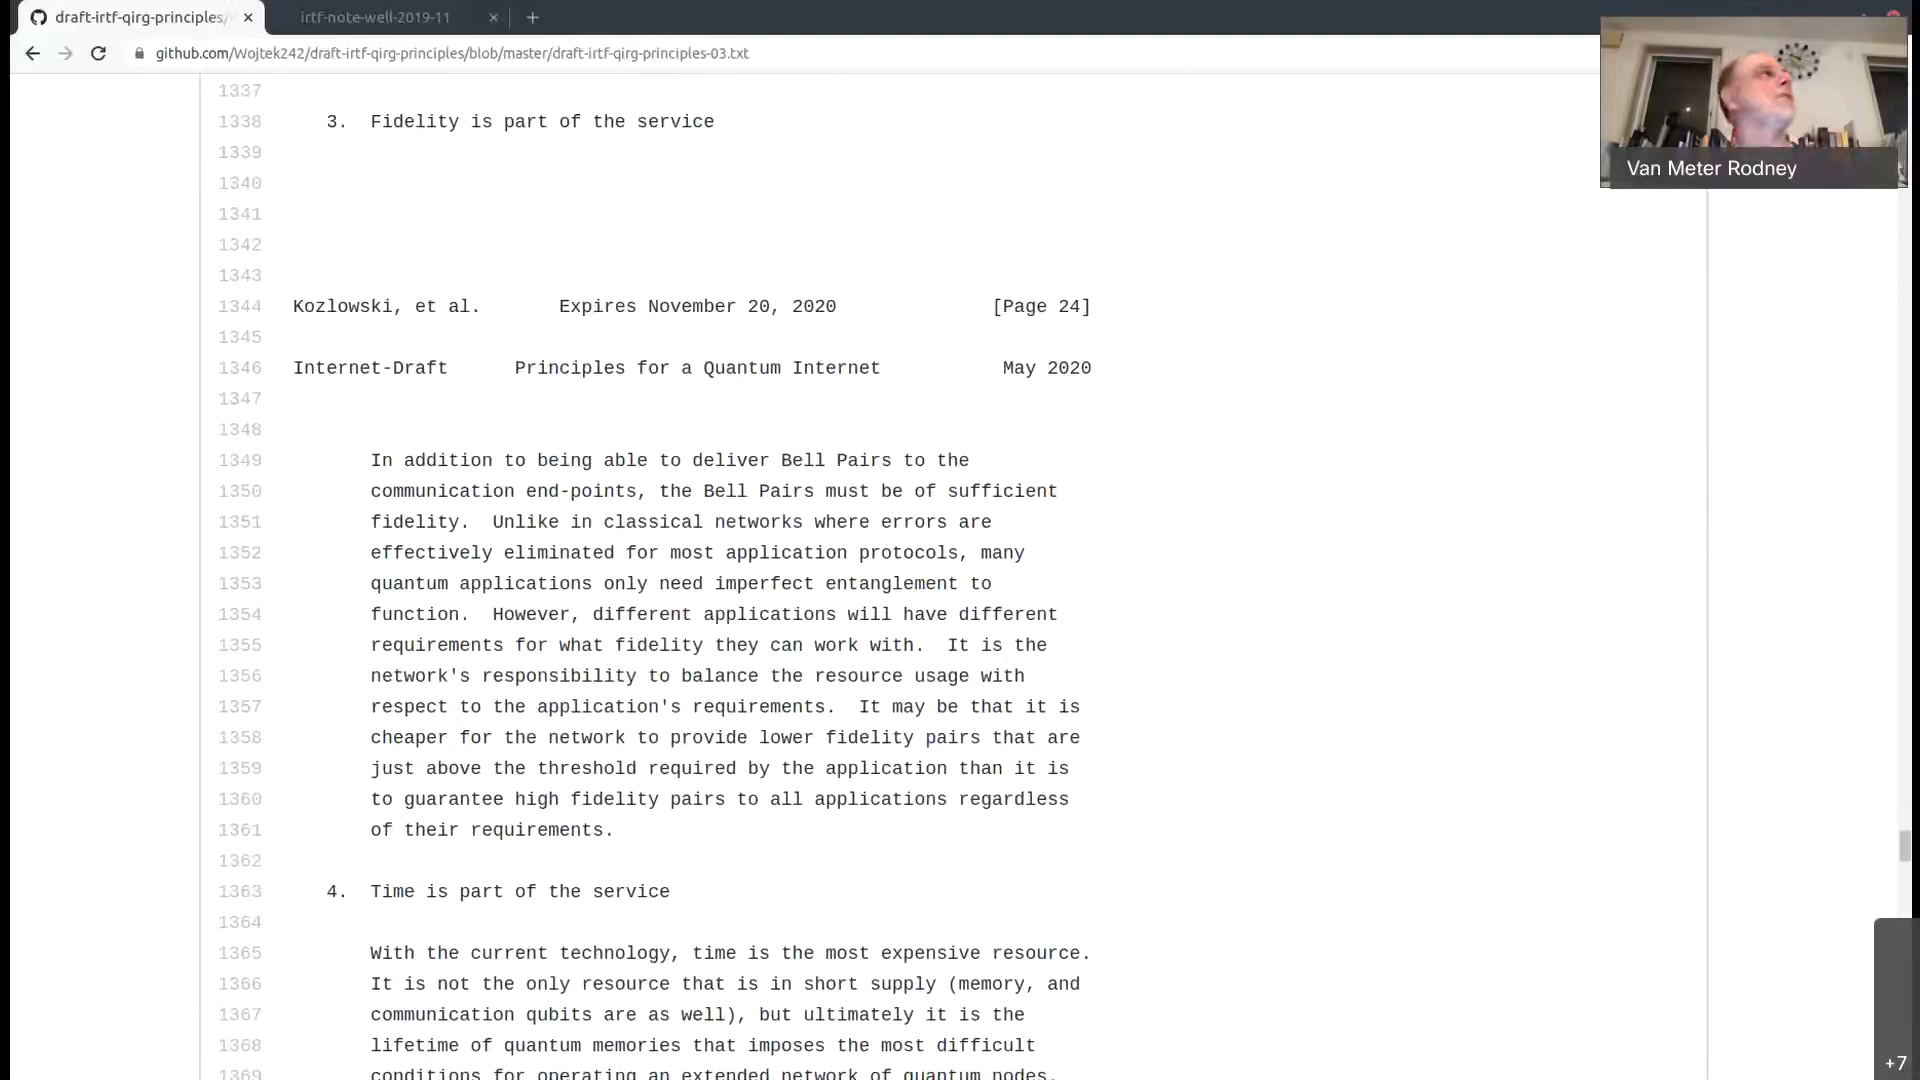 draft-irtf-qirg-principles/
irtf-note-well-2019-11
github.com/Wojtek242/draft-irtf-qirg-principles/blob/master/draft-irtf-qirg-principles-03.txt
Van Meter Rodney
1337
1338 3. Fidelity is part of the service
1339
1340
1341
1342
1343
1344 Kozlowski, et al. Expires November 20, 2020 [Page 24]
1345
1346 Internet-Draft Principles for a Quantum Internet May 2020
1347
1348
1349 In addition to being able to deliver Bell Pairs to the
1350 communication end-points, the Bell Pairs must be of sufficient
1351 fidelity. Unlike in classical networks where errors are
1352 effectively eliminated for most application protocols, many
1353 quantum applications only need imperfect entanglement to
1354 function. However, different applications will have different
1355 requirements for what fidelity they can work with. It is the
1356 network's responsibility to balance the resource usage with
1357 respect to the application's requirements. It may be that it is
1358 cheaper for the network to provide lower fidelity pairs that are
1359 just above the threshold required by the application than it is
1360 to guarantee high fidelity pairs to all applications regardless
1361 of their requirements.
1362
1363 4. Time is part of the service
1364
1365 With the current technology, time is the most expensive resource.
1366 It is not the only resource that is in short supply (memory, and
1367 communication qubits are as well), but ultimately it is the
1368 lifetime of quantum memories that imposes the most difficult
1369 conditions for operating an extended network of quantum nodes.
+7